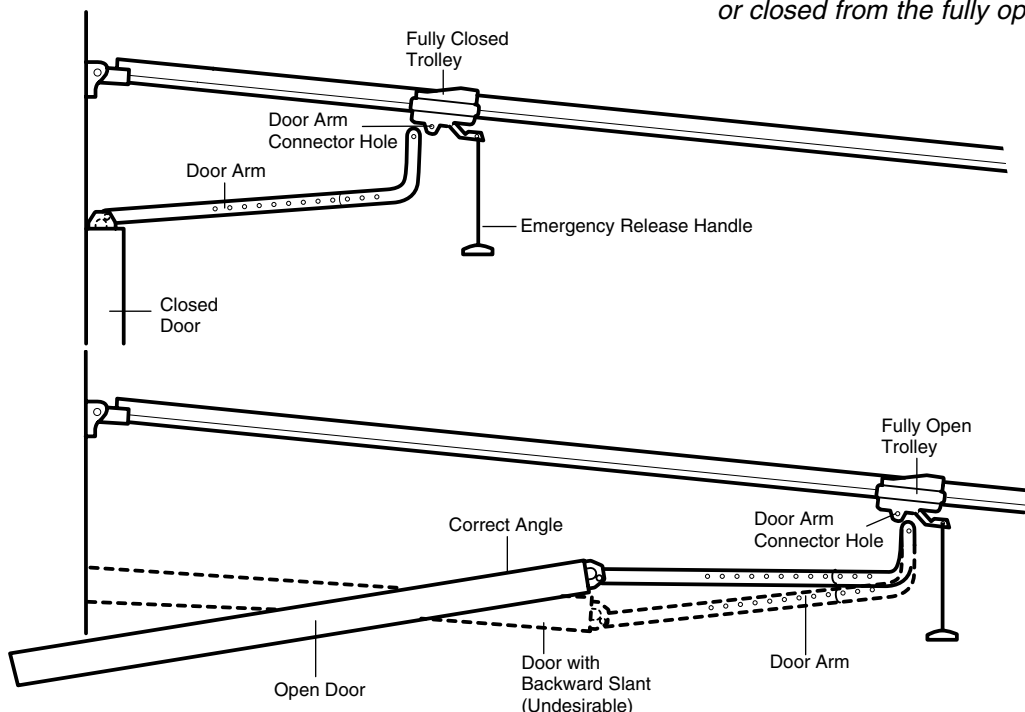 or closed from the fully op
Fully Closed
Trolley
Door Arm
Connector Hole
Door Arm
Emergency Release Handle
Closed
Door
Fully Open
Trolley
Correct Angle
Door Arm
Connector Hole
Open Door
Door with
Backward Slant
(Undesirable)
Door Arm